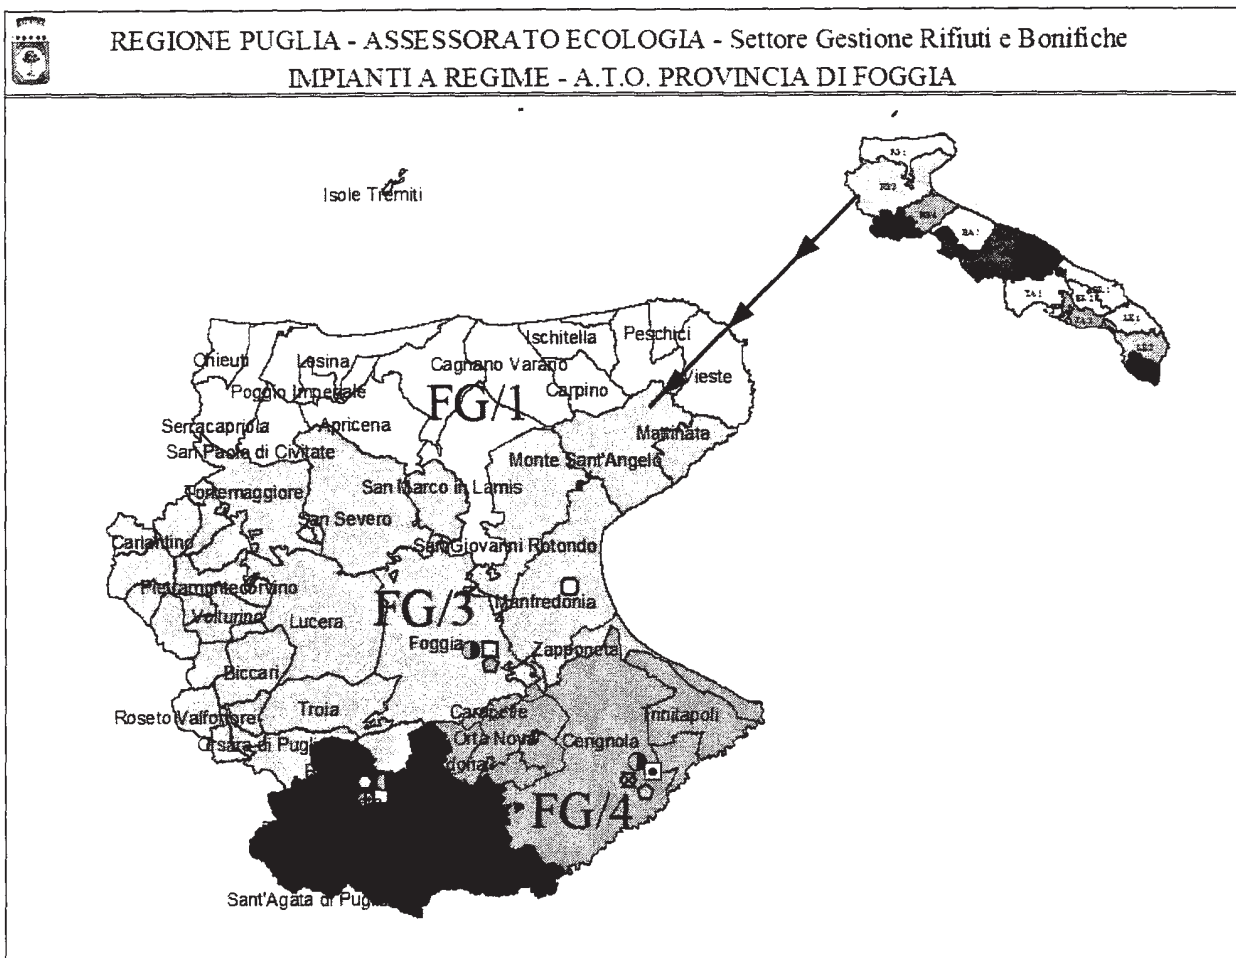 REGIONE PUGLIA - ASSESSORATO ECOLOGIA - Settore Gestione Rifiuti e Bonifiche
IMPIANTI A REGIME - A.T.O. PROVINCIA DI FOGGIA
Isole Tremiti
Ischitella
Peschici
Chieuti
Lesina
Cagnano Varano
Vieste
Poggio Imperiale
Carpino
FG/1
Serracapriola
Apricena
Mattinata
San Paolo di Civitate
Monte Sant'Angelo
Torremaggiore
San Marco in Lamis
San Severo
Carlantino
San Giovanni Rotondo
Pietramontecorvino
FG/3
Manfredonia
Volturino
Lucera
Foggia
Zapponeta
Biccari
Roseto Valfortore
Troia
Carapelle
Trinitapoli
Orsara di Pugli
Orta Nova
Cerignola
FG/4
Sant'Agata di Puglia